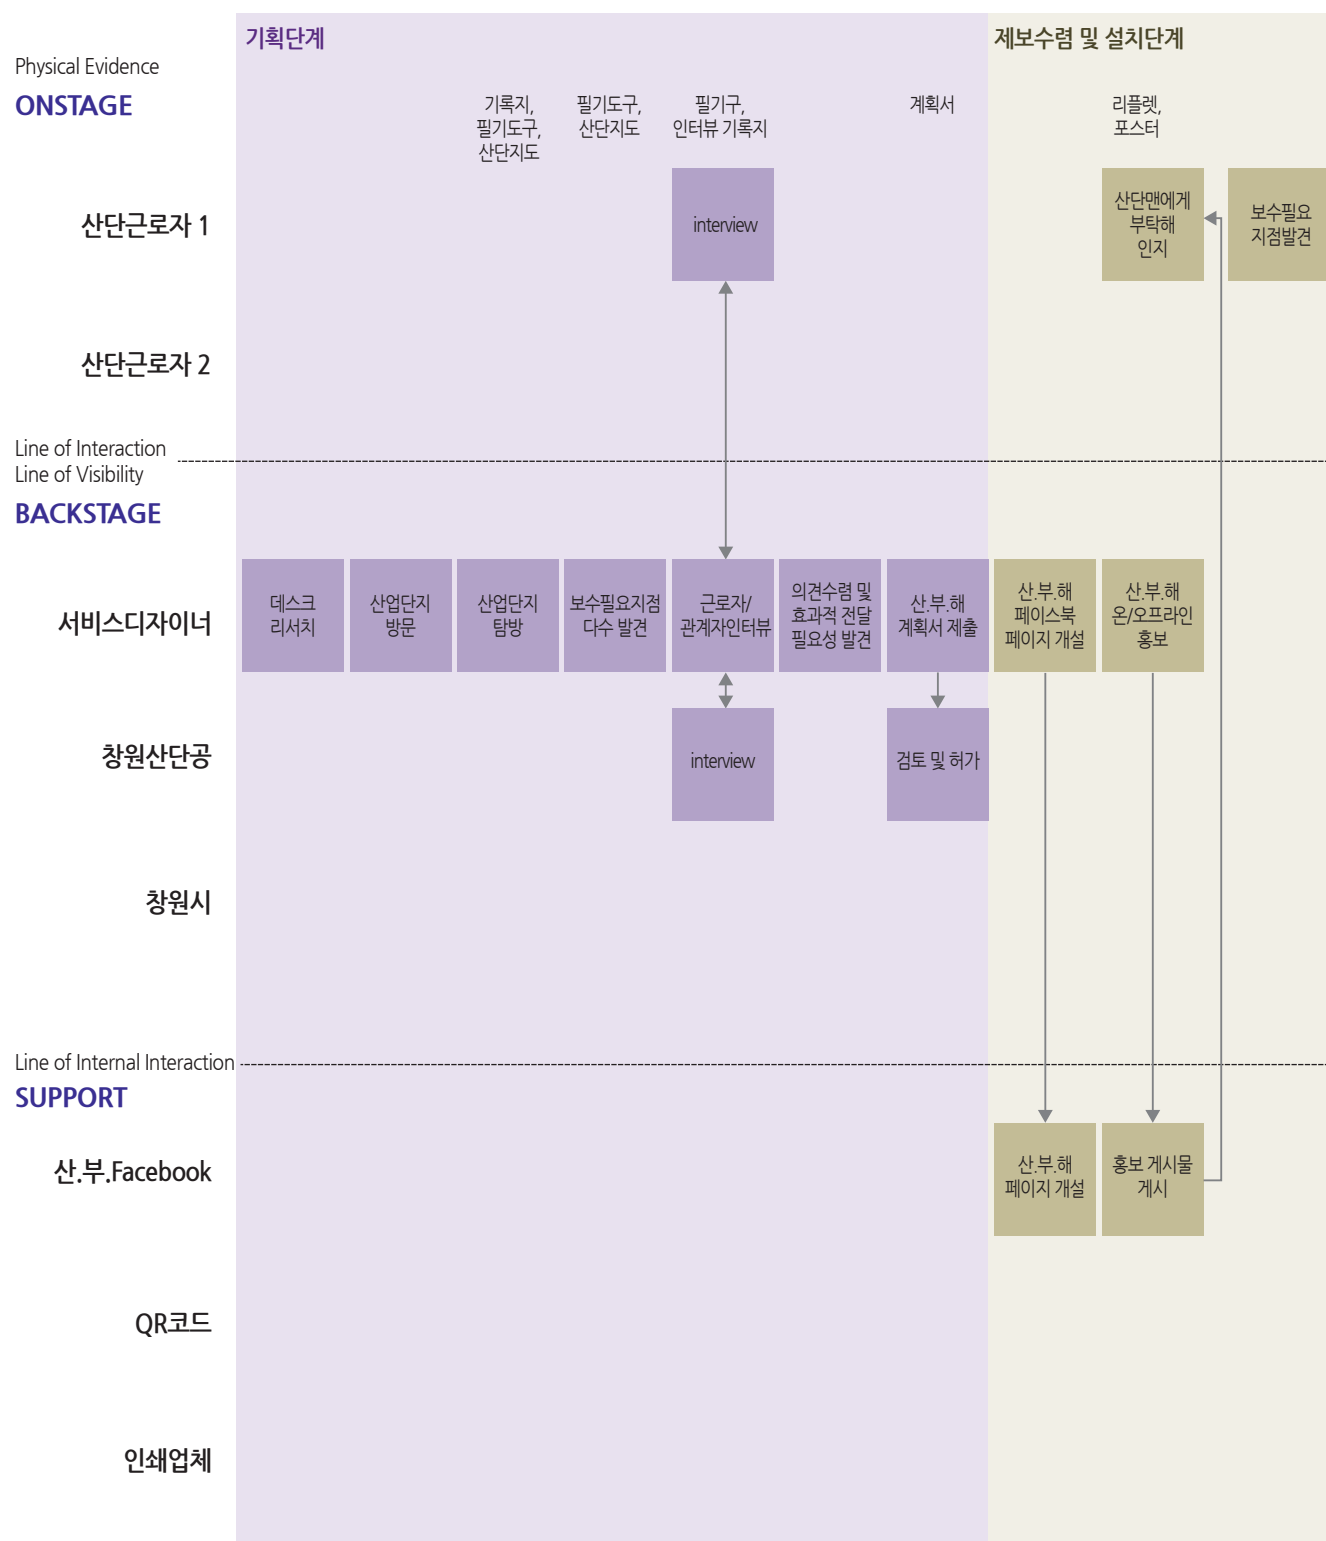 기획단계
제보수렴 및 설치단계
Physical Evidence
ONSTAGE
기록지,
필기도구,
산단지도
필기도구,
산단지도
필기구,
인터뷰 기록지
계획서
리플렛,
포스터
산단근로자 1
interview
산단맨에게
부탁해
인지
보수필요
지점발견
산단근로자 2
Line of Interaction
Line of Visibility
BACKSTAGE
서비스디자이너
데스크
리서치
산업단지
방문
산업단지
탐방
보수필요지점
다수 발견
근로자/
관계자인터뷰
의견수렴 및
효과적 전달
필요성 발견
산.부.해
계획서 제출
산.부.해
페이스북
페이지 개설
산.부.해
온/오프라인
홍보
창원산단공
interview
검토 및 허가
창원시
Line of Internal Interaction
SUPPORT
산.부.Facebook
산.부.해
페이지 개설
홍보 게시물
게시
QR코드
인쇄업체